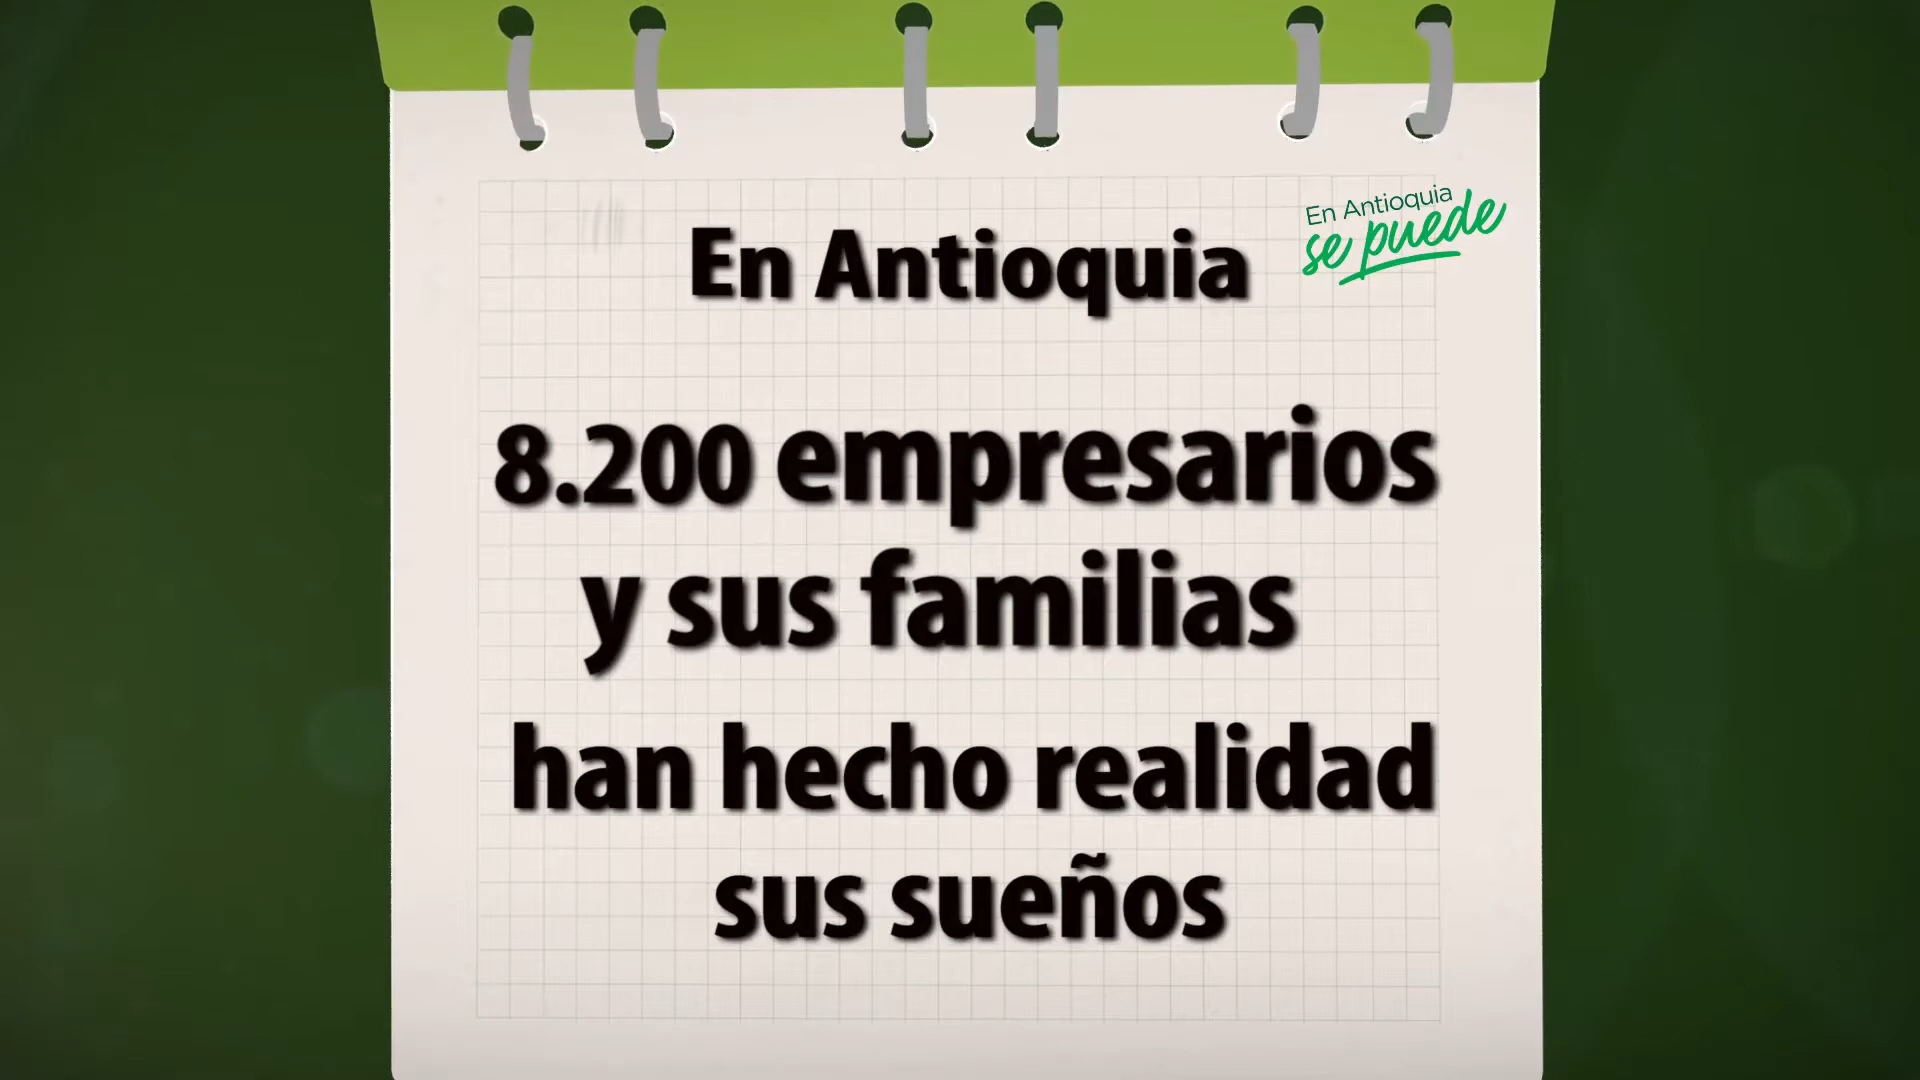 En Antioquia
En Antioquia
se puede
8.200 empresarios
y sus familias
han hecho realidad
sus sueños